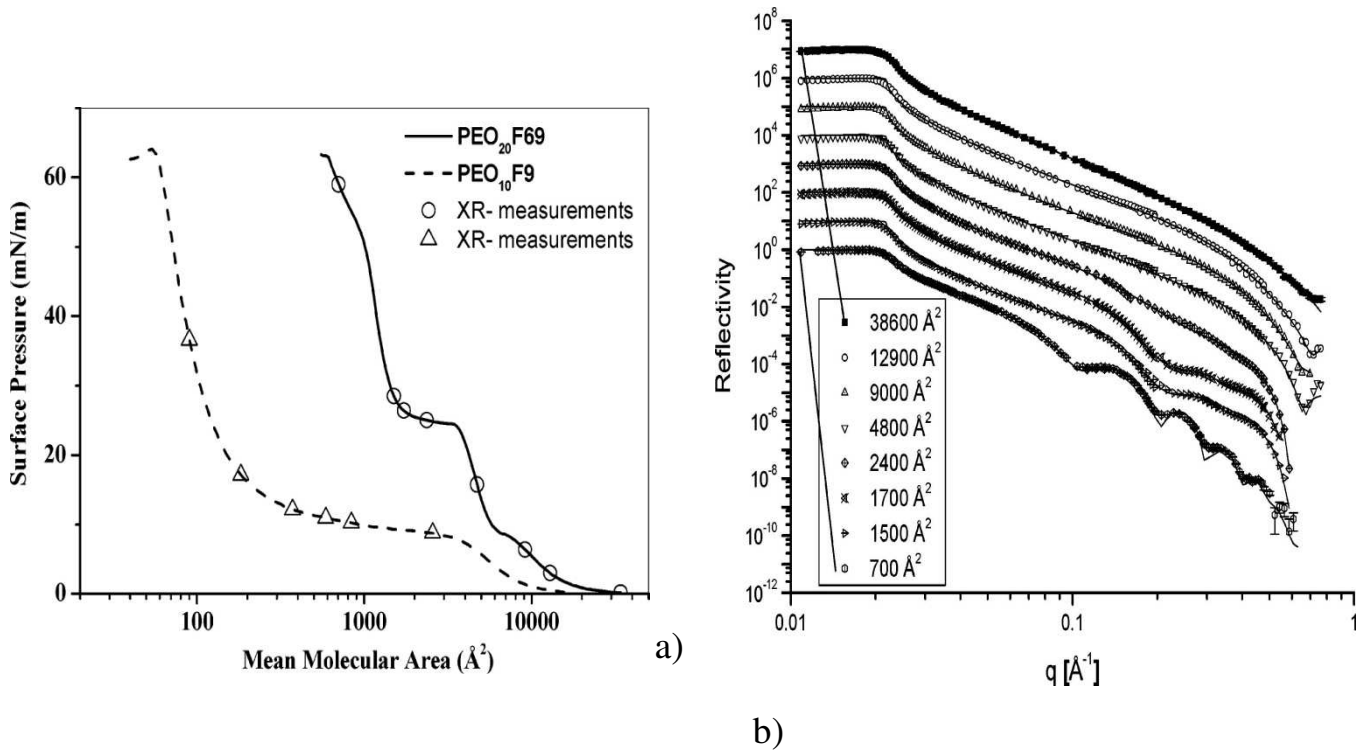 PEO20F69
PEO10F9
XR- measurements
XR- measurements
60
40
20
0
Surface Pressure (mN/m)
100
1000
10000
Mean Molecular Area (Å²)
a)
10⁸
10⁶
10⁴
10²
10⁰
10⁻²
10⁻⁴
10⁻⁶
10⁻⁸
10⁻¹⁰
10⁻¹²
Reflectivity
38600 Å²
12900 Å²
9000 Å²
4800 Å²
2400 Å²
1700 Å²
1500 Å²
700 Å²
0.01
0.1
1
q [Å⁻¹]
b)